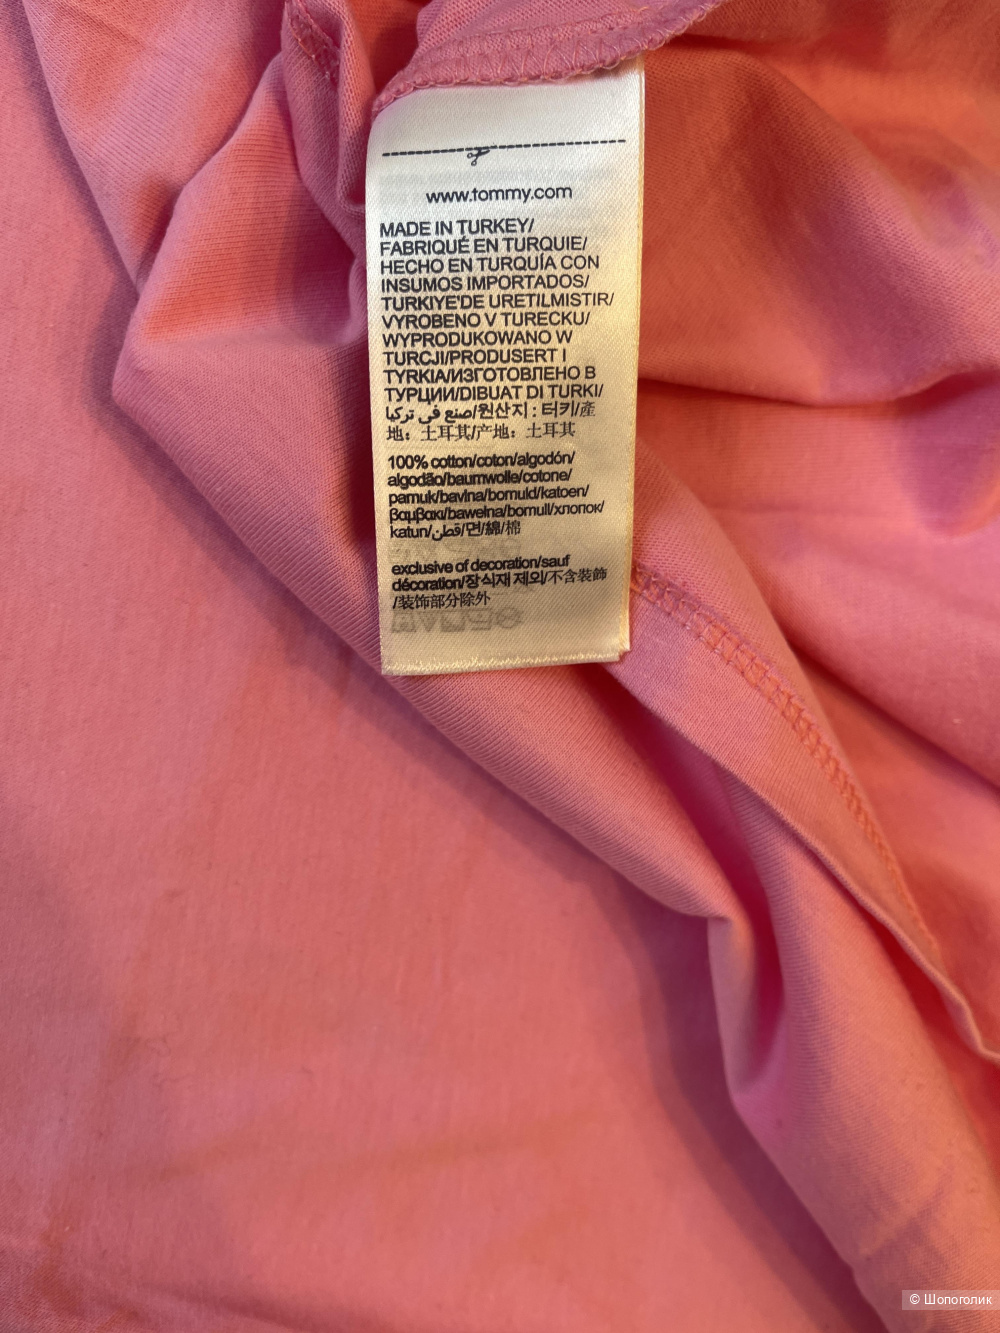 www.tommy.com
MADE IN TURKEY/
FABRIQUÉ EN TURQUIE/
HECHO EN TURQUÍA CON
INSUMOS IMPORTADOS/
TURKIYE'DE URETILMISTIR/
VYROBENO V TURECKU/
WYPRODUKOWANO W
TURCJI/PRODUSERT I
TYRKIA/ИЗГОТОВЛЕНО В
ТУРЦИИ/DIBUAT DI TURKI/
صنع في تركيا/원산지 : 터키/產
地：土耳其/产地：土耳其
100% cotton/coton/algodón/
algodão/baumwolle/cotone/
pamuk/bavlna/bomuld/katoen/
βαμβακι/bawełna/bomull/хлопок/
katun/قطن/면/綿/棉
exclusive of decoration/sauf
décoration/장식재 제외/不含裝飾
/装饰部分除外
© Шопоголик